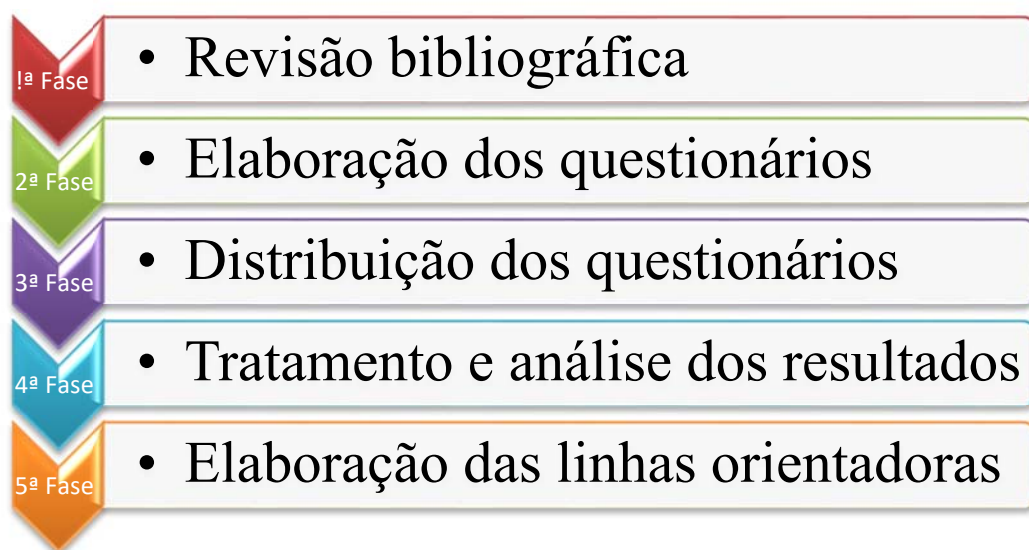 !ª Fase
• Revisão bibliográfica
2ª Fase
• Elaboração dos questionários
3ª Fase
• Distribuição dos questionários
4ª Fase
• Tratamento e análise dos resultados
5ª Fase
• Elaboração das linhas orientadoras